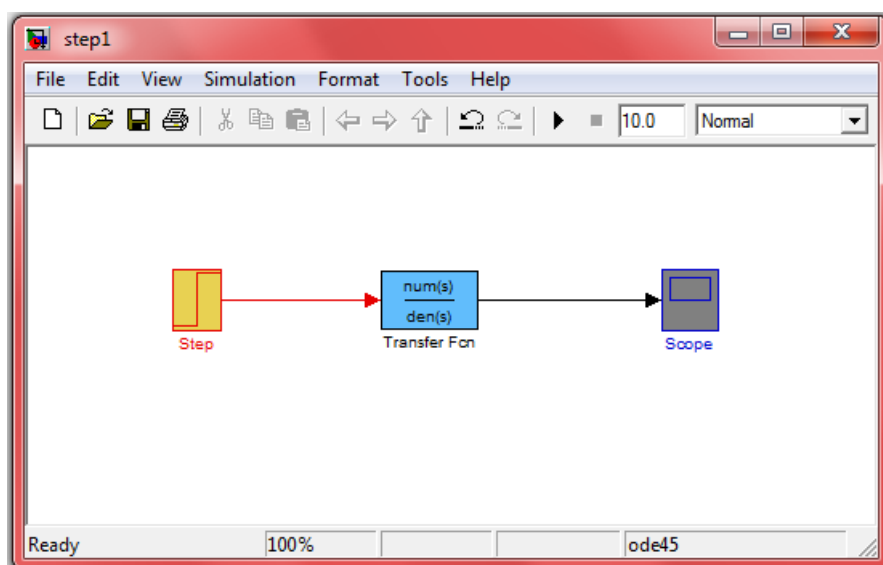 step1
File Edit View Simulation Format Tools Help
10.0 Normal
num(s)
den(s)
Step Transfer Fcn Scope
Ready 100% ode45